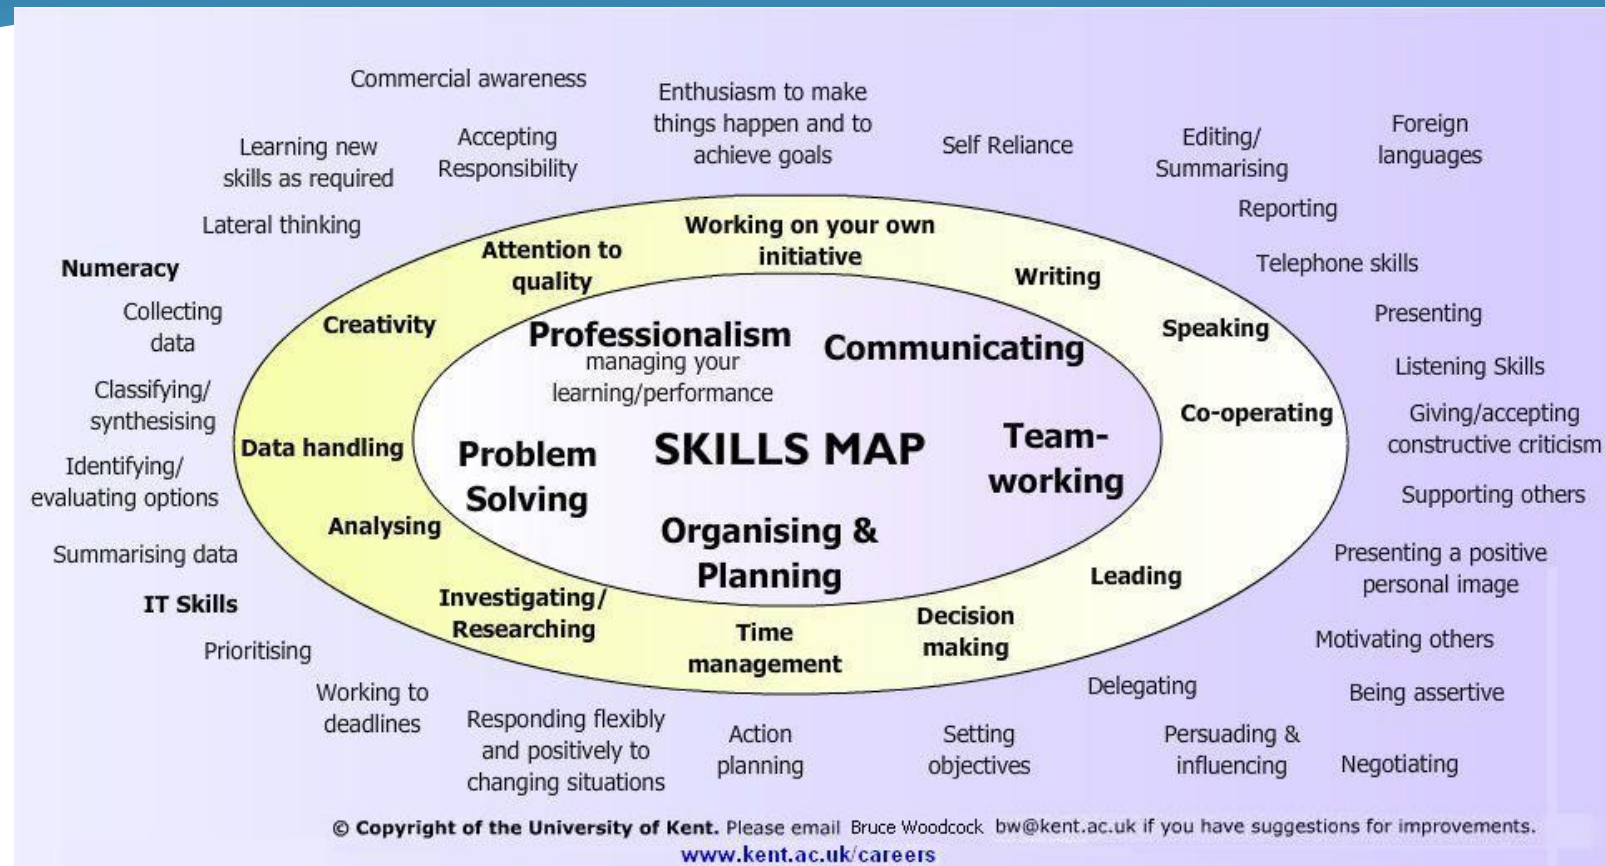 Commercial awareness
Enthusiasm to make
things happen and to
achieve goals
Learning new
skills as required
Accepting
Responsibility
Self Reliance
Editing/
Summarising
Foreign
languages
Lateral thinking
Reporting
Numeracy
Telephone skills
Collecting
data
Presenting
Classifying/
synthesising
Listening Skills
Identifying/
evaluating options
Giving/accepting
constructive criticism
Summarising data
Supporting others
IT Skills
Presenting a positive
personal image
Prioritising
Motivating others
Working to
deadlines
Being assertive
Responding flexibly
and positively to
changing situations
Action
planning
Setting
objectives
Delegating
Persuading &
influencing
Negotiating
Working on your own
initiative
Attention to
quality
Writing
Creativity
Speaking
Data handling
Co-operating
Analysing
Leading
Investigating/
Researching
Time
management
Decision
making
Professionalism
managing your
learning/performance
Communicating
Problem
Solving
SKILLS MAP
Team-
working
Organising &
Planning
© Copyright of the University of Kent. Please email Bruce Woodcock bw@kent.ac.uk if you have suggestions for improvements.
www.kent.ac.uk/careers